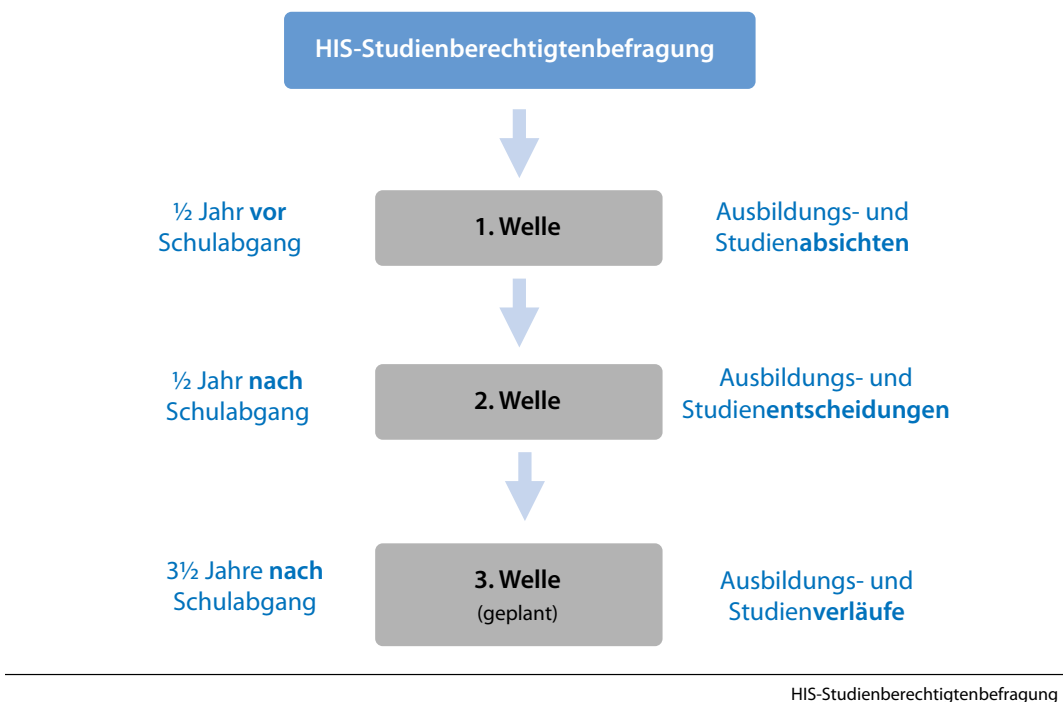 HIS-Studienberechtigtenbefragung
½ Jahr vor
Schulabgang
1. Welle
Ausbildungs- und
Studienabsichten
½ Jahr nach
Schulabgang
2. Welle
Ausbildungs- und
Studienentscheidungen
3½ Jahre nach
Schulabgang
3. Welle
(geplant)
Ausbildungs- und
Studienverläufe
HIS-Studienberechtigtenbefragung